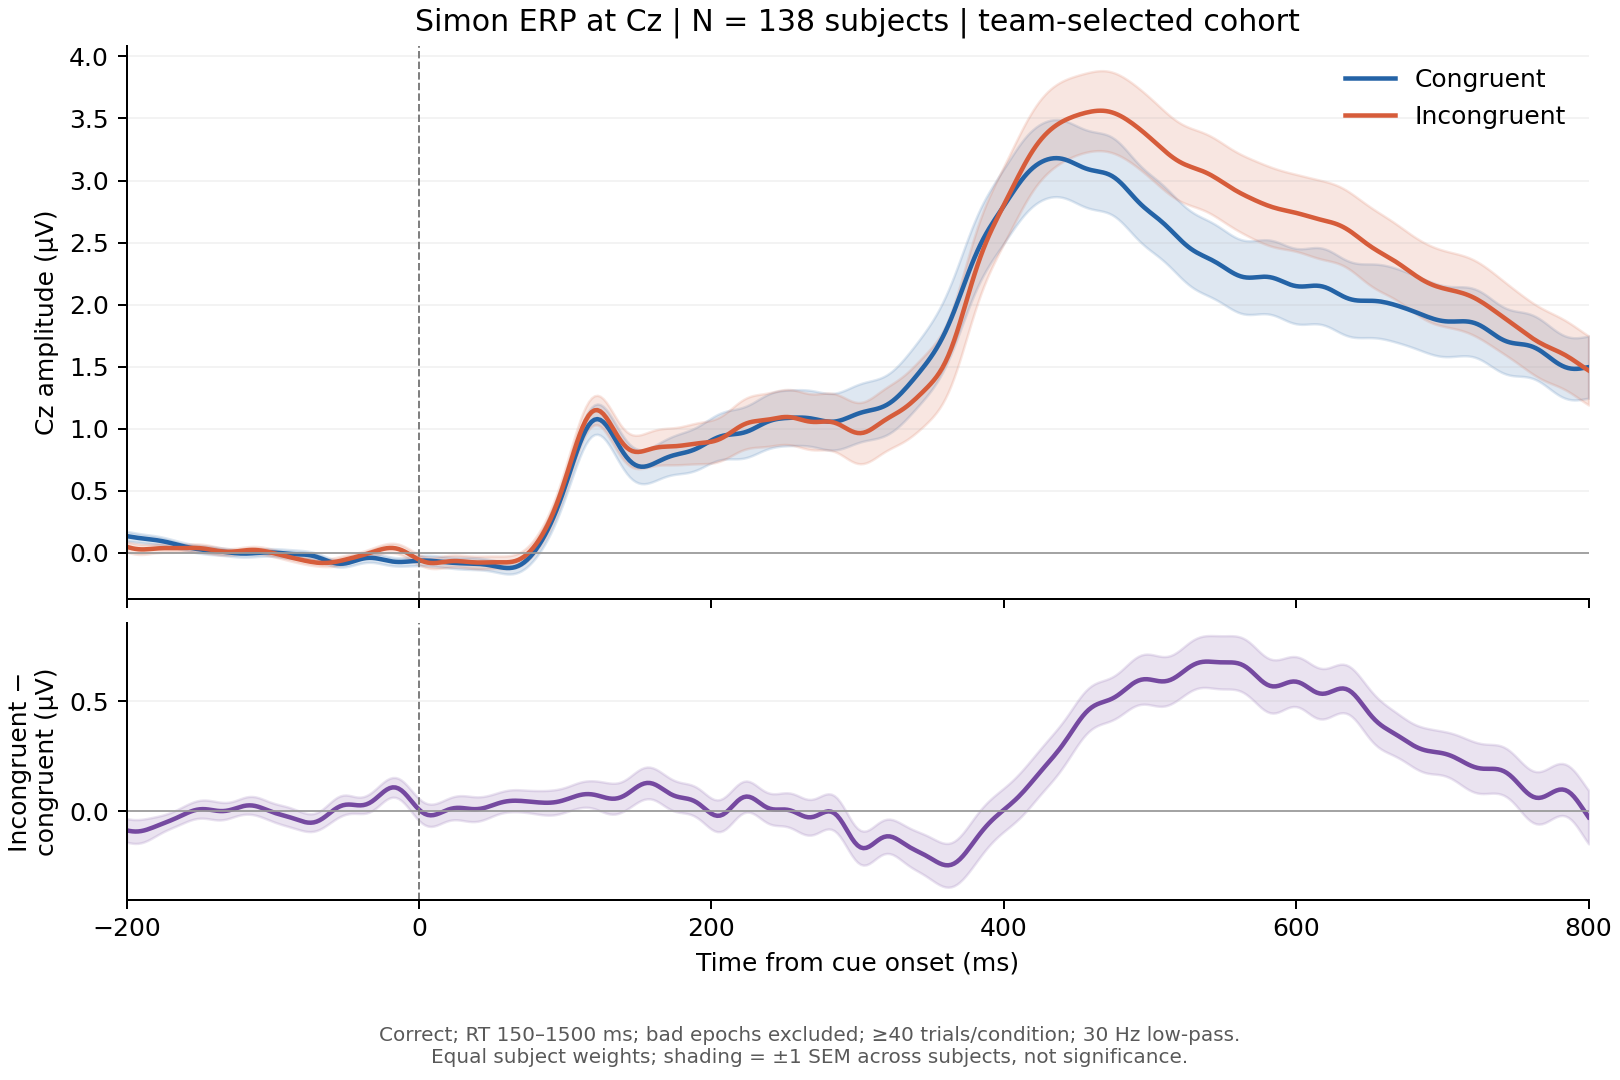 Simon ERP at Cz | N = 138 subjects | team-selected cohort
4.0
3.5
3.0
2.5
2.0
1.5
1.0
0.5
0.0
Cz amplitude (µV)
Congruent
Incongruent
0.5
0.0
Incongruent −
congruent (µV)
−200
0
200
400
600
800
Time from cue onset (ms)
Correct; RT 150–1500 ms; bad epochs excluded; ≥40 trials/condition; 30 Hz low-pass.
Equal subject weights; shading = ±1 SEM across subjects, not significance.